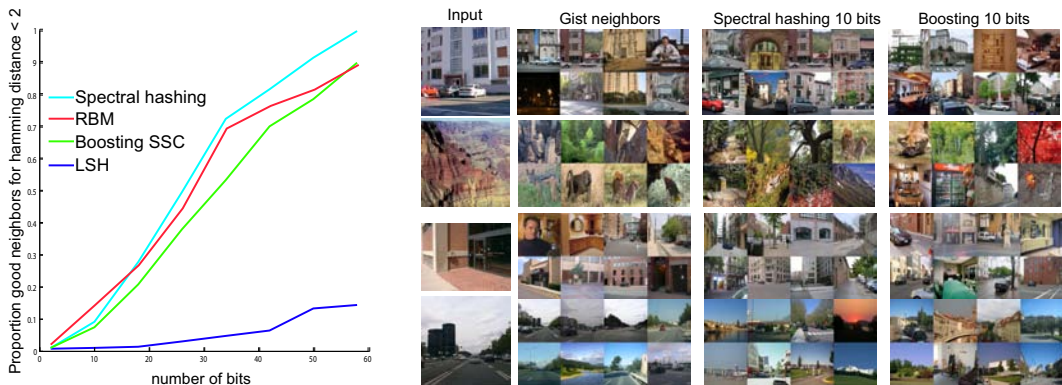 Proportion good neighbors for hamming distance < 2
1
0.9
0.8
0.7
0.6
0.5
0.4
0.3
0.2
0.1
0
Spectral hashing
RBM
Boosting SSC
LSH
0 10 20 30 40 50 60
number of bits
Input
Gist neighbors
Spectral hashing 10 bits
Boosting 10 bits